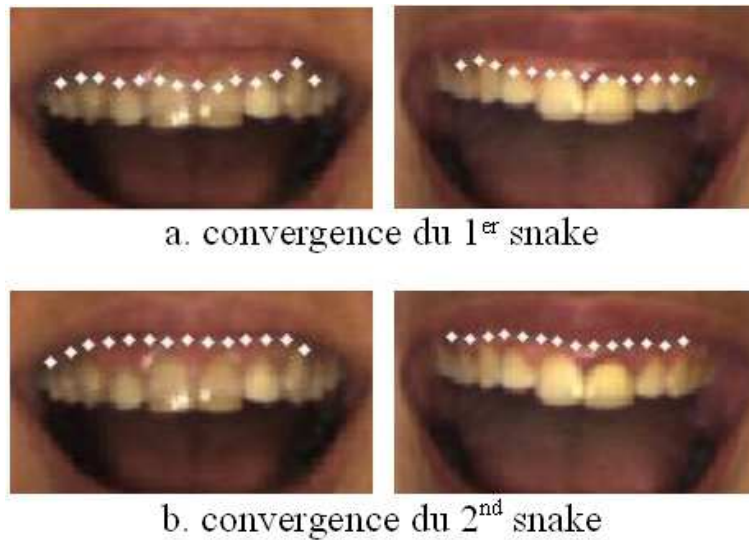 a. convergence du 1er snake
b. convergence du 2nd snake